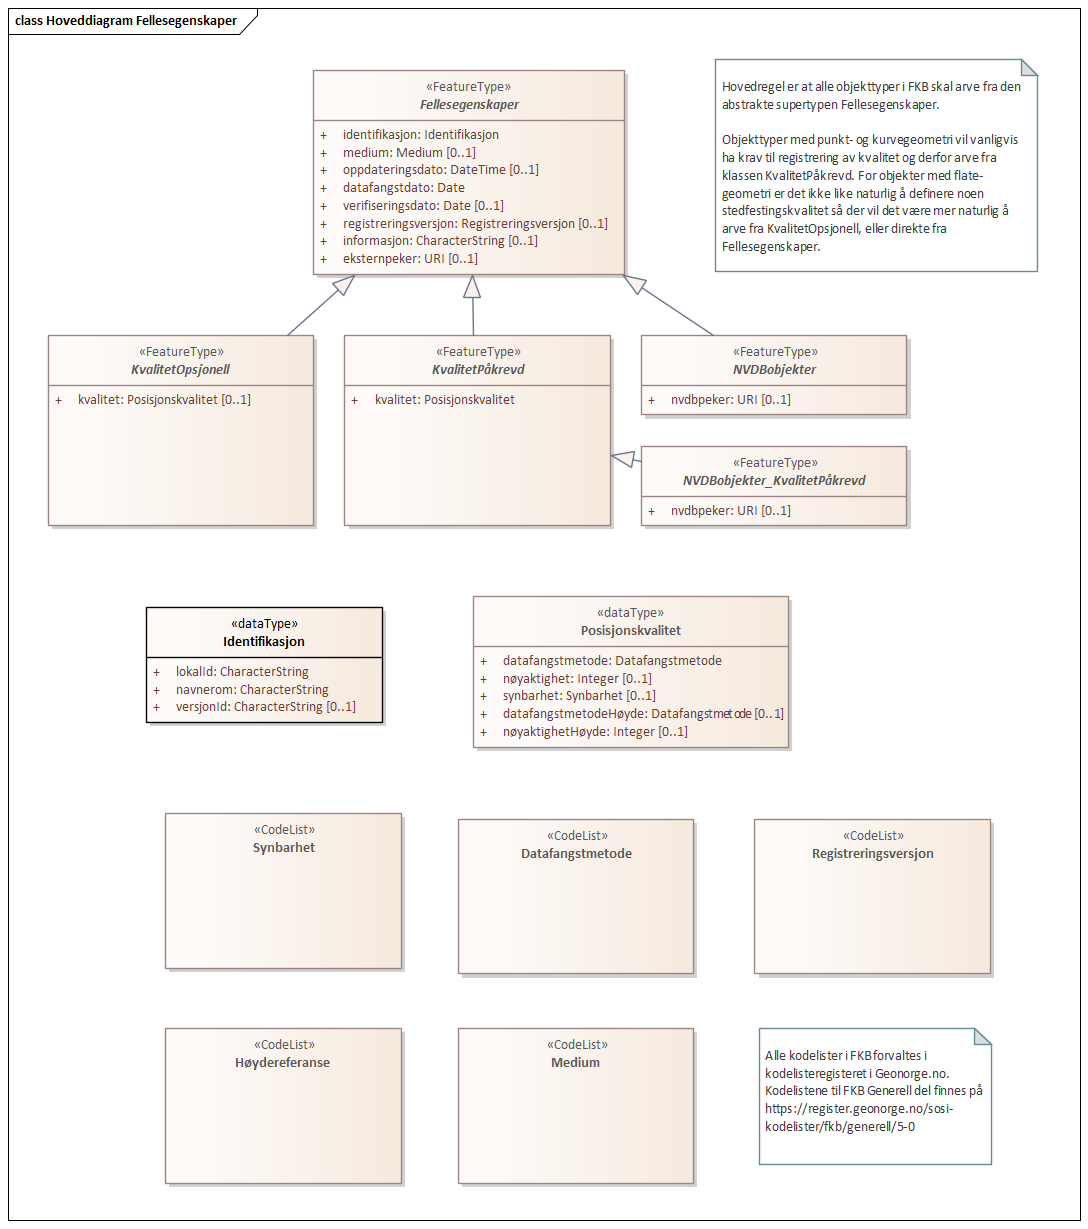 class Hoveddiagram Fellesegenskaper
«FeatureType»
Fellesegenskaper
+ identifikasjon: Identifikasjon
+ medium: Medium [0..1]
+ oppdateringsdato: DateTime [0..1]
+ datafangstdato: Date
+ verifiseringsdato: Date [0..1]
+ registreringsversjon: Registreringsversjon [0..1]
+ informasjon: CharacterString [0..1]
+ eksternpeker: URI [0..1]
Hovedregel er at alle objekttyper i FKB skal arve fra den
abstrakte supertypen Fellesegenskaper.
Objekttyper med punkt- og kurvegeometri vil vanligvis
ha krav til registrering av kvalitet og derfor arve fra
klassen KvalitetPåkrevd. For objekter med flate-
geometri er det ikke like naturlig å definere noen
stedfestingskvalitet så der vil det være mer naturlig å
arve fra KvalitetOpsjonell, eller direkte fra
Fellesegenskaper.
«FeatureType»
KvalitetOpsjonell
+ kvalitet: Posisjonskvalitet [0..1]
«FeatureType»
KvalitetPåkrevd
+ kvalitet: Posisjonskvalitet
«FeatureType»
NVDBobjekter
+ nvdbpeker: URI [0..1]
«FeatureType»
NVDBobjekter_KvalitetPåkrevd
+ nvdbpeker: URI [0..1]
«dataType»
Identifikasjon
+ lokalId: CharacterString
+ navnerom: CharacterString
+ versjonId: CharacterString [0..1]
«dataType»
Posisjonskvalitet
+ datafangstmetode: Datafangstmetode
+ nøyaktighet: Integer [0..1]
+ synbarhet: Synbarhet [0..1]
+ datafangstmetodeHøyde: Datafangstmetode [0..1]
+ nøyaktighetHøyde: Integer [0..1]
«CodeList»
Synbarhet
«CodeList»
Datafangstmetode
«CodeList»
Registreringsversjon
«CodeList»
Høydereferanse
«CodeList»
Medium
Alle kodelister i FKB forvaltes i
kodelisteregisteret i Geonorge.no.
Kodelistene til FKB Generell del finnes på
https://register.geonorge.no/sosi-
kodelister/fkb/generell/5-0